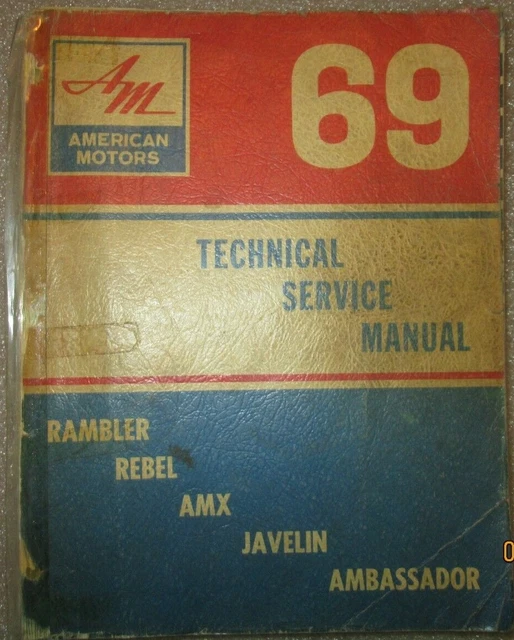 AM
AMERICAN
MOTORS
69
TECHNICAL
SERVICE
MANUAL
RAMBLER
REBEL
AMX
JAVELIN
AMBASSADOR